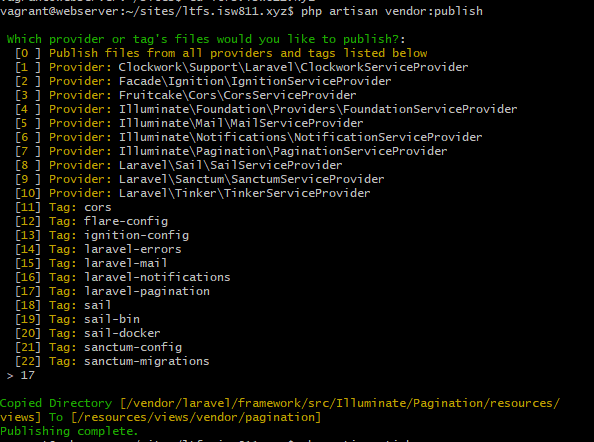 vagrant@webserver:~/sites/ltfs.isw811.xyz$ php artisan vendor:publish
Which provider or tag's files would you like to publish?:
[0 ] Publish files from all providers and tags listed below
[1 ] Provider: Clockwork\Support\Laravel\ClockworkServiceProvider
[2 ] Provider: Facade\Ignition\IgnitionServiceProvider
[3 ] Provider: Fruitcake\Cors\CorsServiceProvider
[4 ] Provider: Illuminate\Foundation\Providers\FoundationServiceProvider
[5 ] Provider: Illuminate\Mail\MailServiceProvider
[6 ] Provider: Illuminate\Notifications\NotificationServiceProvider
[7 ] Provider: Illuminate\Pagination\PaginationServiceProvider
[8 ] Provider: Laravel\Sail\SailServiceProvider
[9 ] Provider: Laravel\Sanctum\SanctumServiceProvider
[10] Provider: Laravel\Tinker\TinkerServiceProvider
[11] Tag: cors
[12] Tag: flare-config
[13] Tag: ignition-config
[14] Tag: laravel-errors
[15] Tag: laravel-mail
[16] Tag: laravel-notifications
[17] Tag: laravel-pagination
[18] Tag: sail
[19] Tag: sail-bin
[20] Tag: sail-docker
[21] Tag: sanctum-config
[22] Tag: sanctum-migrations
> 17
Copied Directory [/vendor/laravel/framework/src/Illuminate/Pagination/resources/
views] To [/resources/views/vendor/pagination]
Publishing complete.